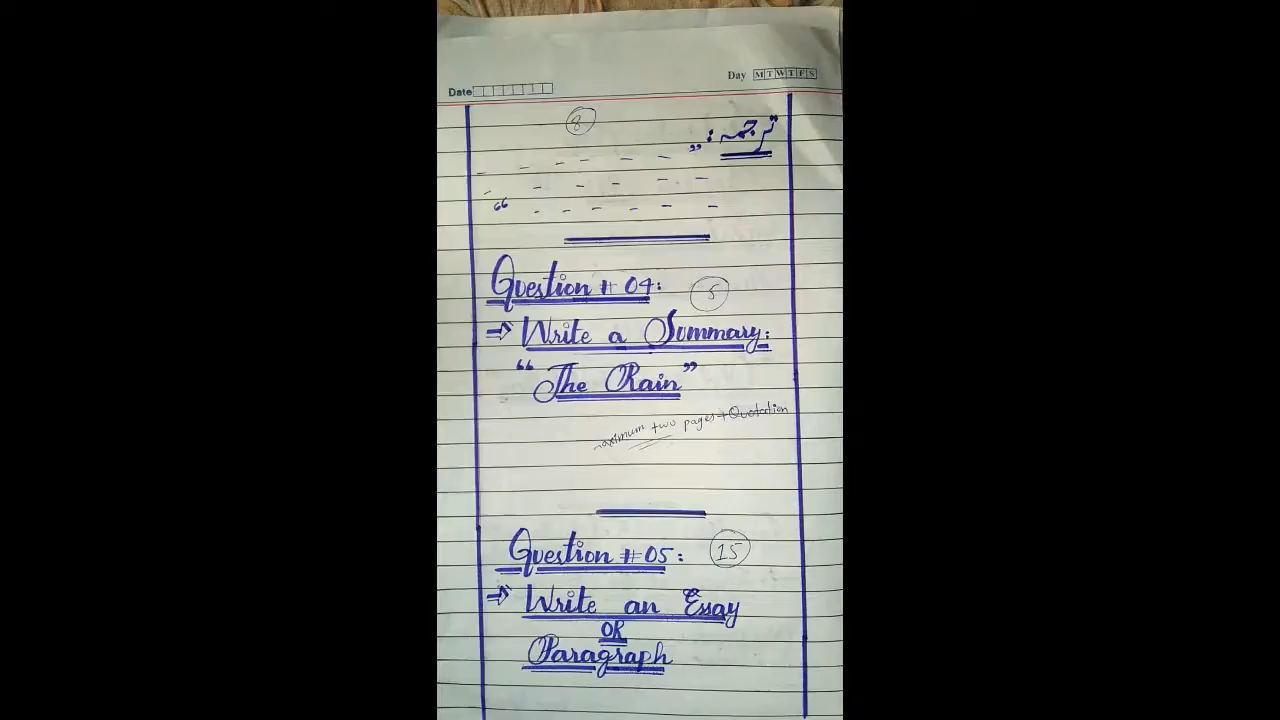 Date
Day M T W T F S
8
ترجمہ:
"
"
Question # 04:
5
⇒ Write a Summary:
"The Rain"
maximum two pages + Quotation
Question # 05:
15
⇒ Write an Essay
OR
Paragraph